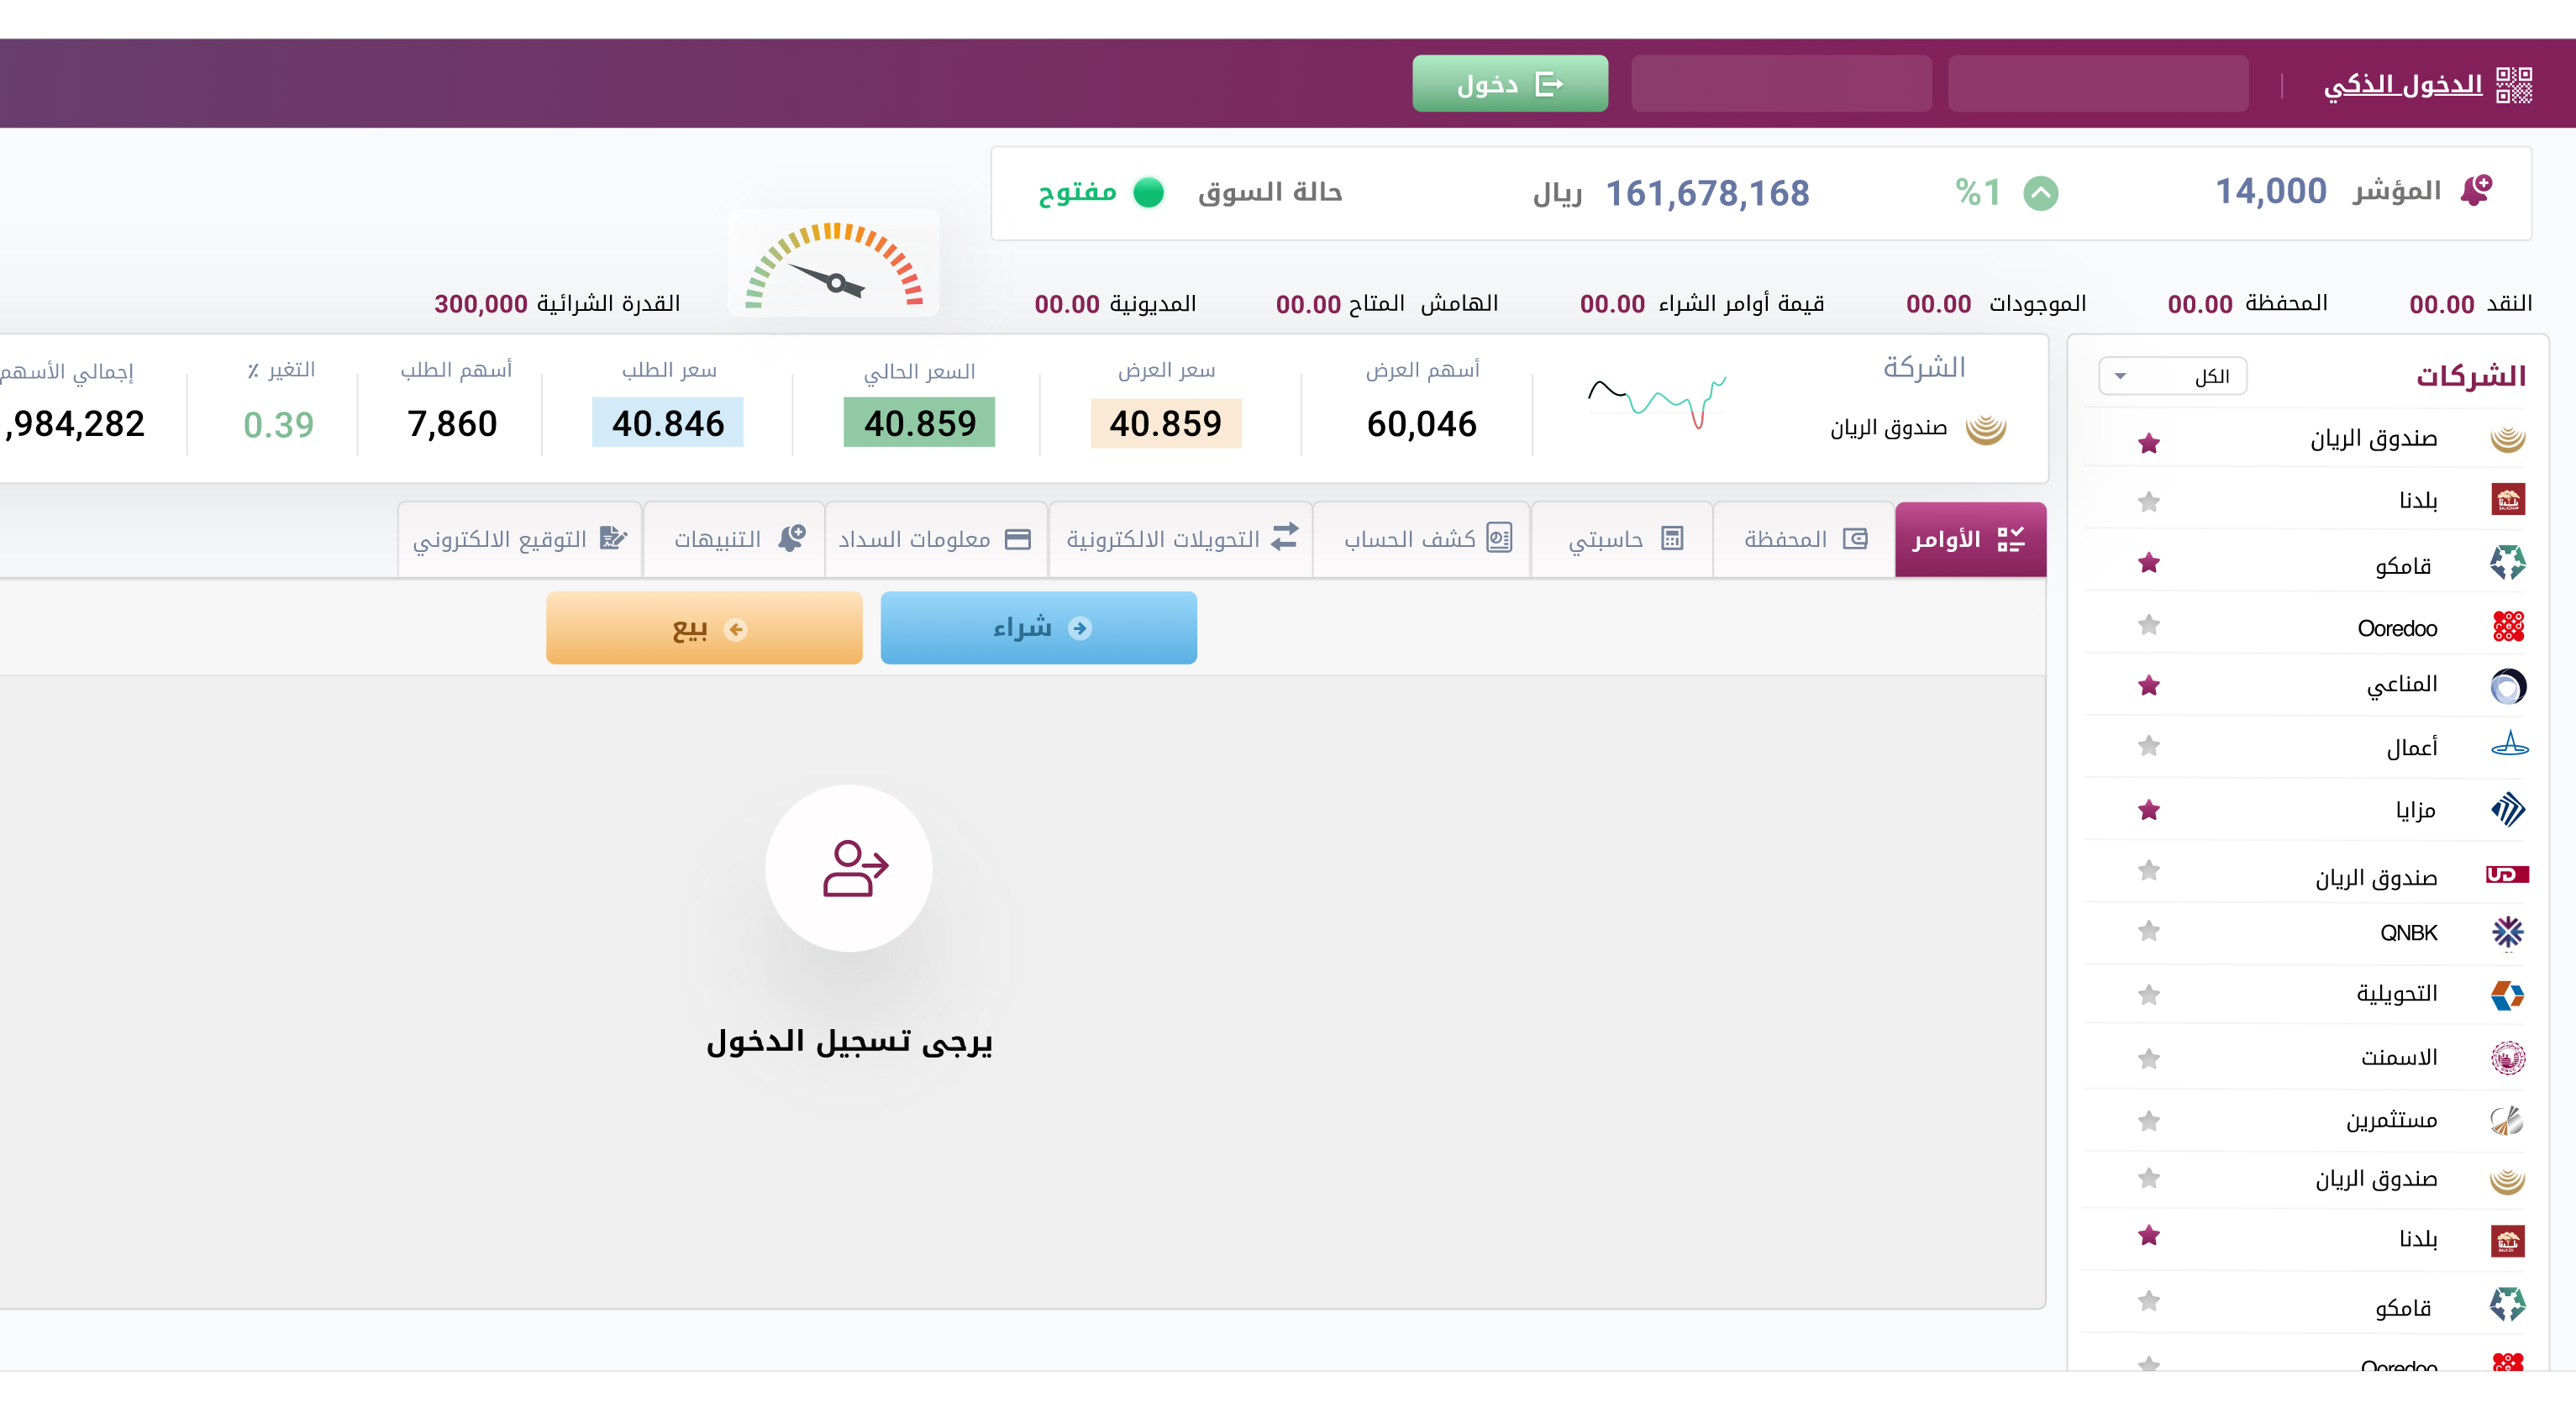 الدخول الذكي
دخول
المؤشر 14,000
%1
161,678,168 ريال
حالة السوق مفتوح
النقد 00.00
المحفظة 00.00
الموجودات 00.00
قيمة أوامر الشراء 00.00
الهامش المتاح 00.00
المديونية 00.00
القدرة الشرائية 300,000
الشركات
الكل
صندوق الريان
بلدنا
قامكو
Ooredoo
المناعي
أعمال
مزايا
صندوق الريان
QNBK
التحويلية
الاسمنت
مستثمرين
صندوق الريان
بلدنا
قامكو
Ooredoo
الشركة
صندوق الريان
أسهم العرض
60,046
سعر العرض
40.859
السعر الحالي
40.859
سعر الطلب
40.846
أسهم الطلب
7,860
التغير ٪
0.39
إجمالي الأسهم
,984,282
الأوامر
المحفظة
حاسبتي
كشف الحساب
التحويلات الالكترونية
معلومات السداد
التنبيهات
التوقيع الالكتروني
شراء
بيع
يرجى تسجيل الدخول